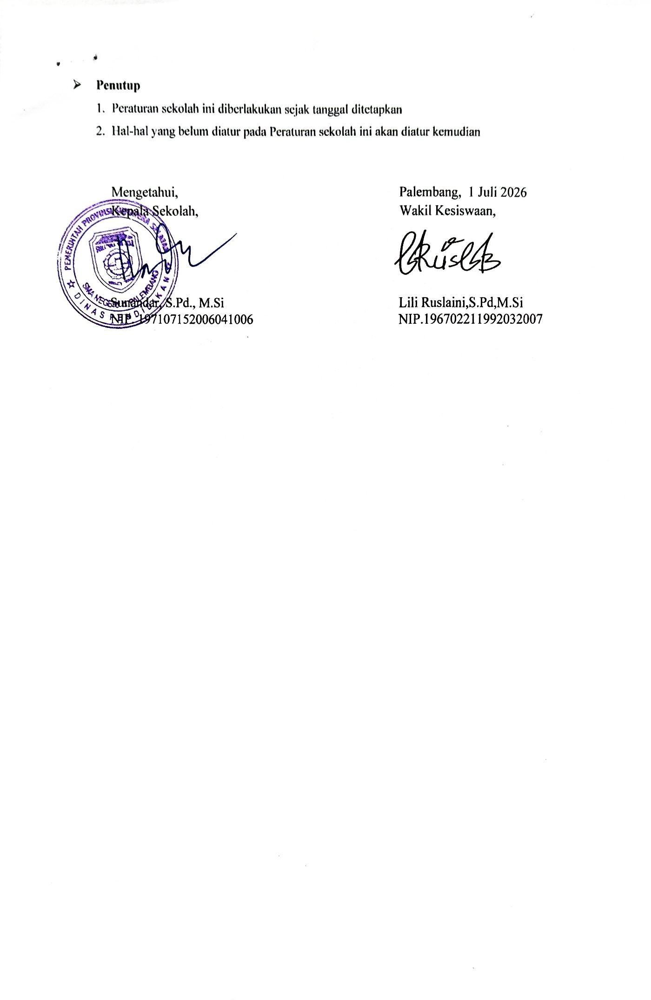 ➢ Penutup
1. Peraturan sekolah ini diberlakukan sejak tanggal ditetapkan
2. Hal-hal yang belum diatur pada Peraturan sekolah ini akan diatur kemudian
Mengetahui,
Kepala Sekolah,
Palembang, 1 Juli 2026
Wakil Kesiswaan,
PEMERINTAH PROVINSI SUMATERA SELATAN
SMA NEGERI PALEMBANG
DINAS PENDIDIKAN
Sunandar, S.Pd., M.Si
NIP. 197107152006041006
Lili Ruslaini,S.Pd,M.Si
NIP.196702211992032007